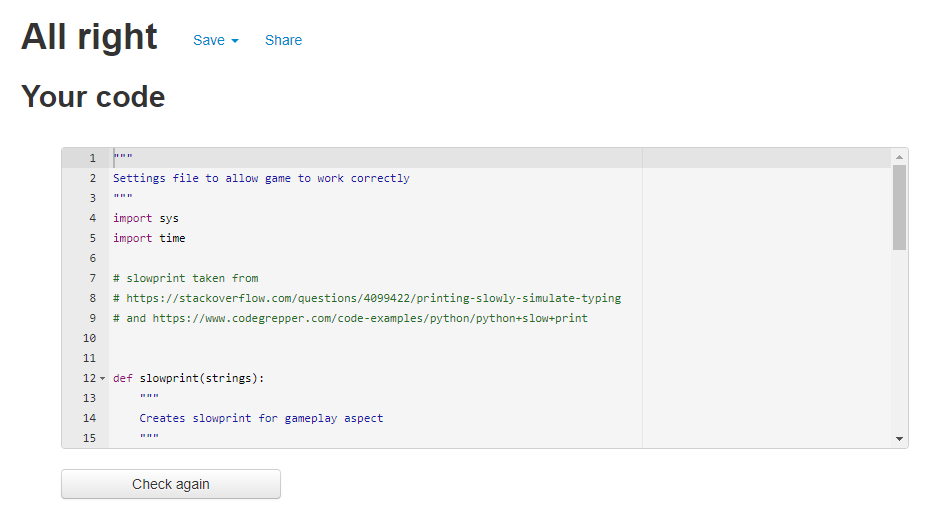 All right Save Share
Your code
1 """
2 Settings file to allow game to work correctly
3 """
4 import sys
5 import time
6
7 # slowprint taken from
8 # https://stackoverflow.com/questions/4099422/printing-slowly-simulate-typing
9 # and https://www.codegrepper.com/code-examples/python/python+slow+print
10
11
12 def slowprint(strings):
13     """
14     Creates slowprint for gameplay aspect
15     """
Check again